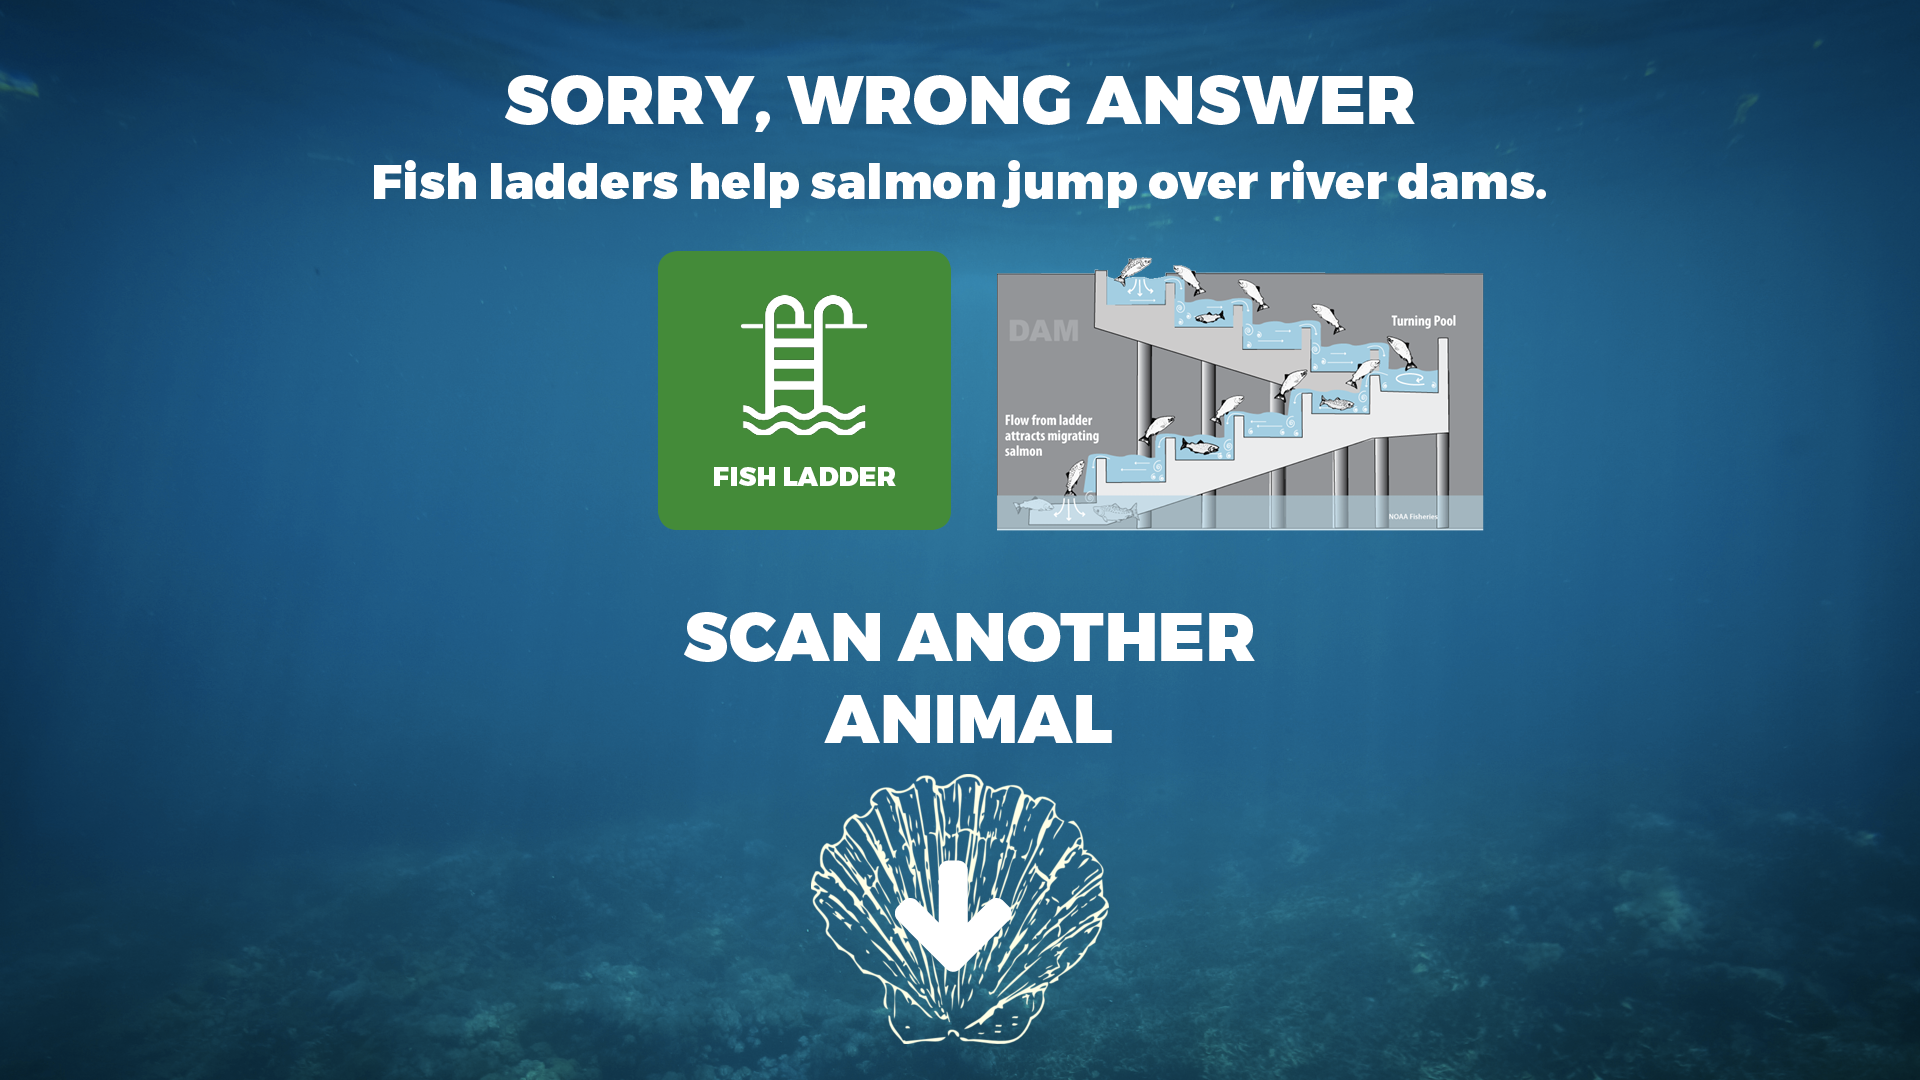 SORRY, WRONG ANSWER
Fish ladders help salmon jump over river dams.
FISH LADDER
DAM
Turning Pool
Flow from ladder
attracts migrating
salmon
NOAA Fisheries
SCAN ANOTHER
ANIMAL